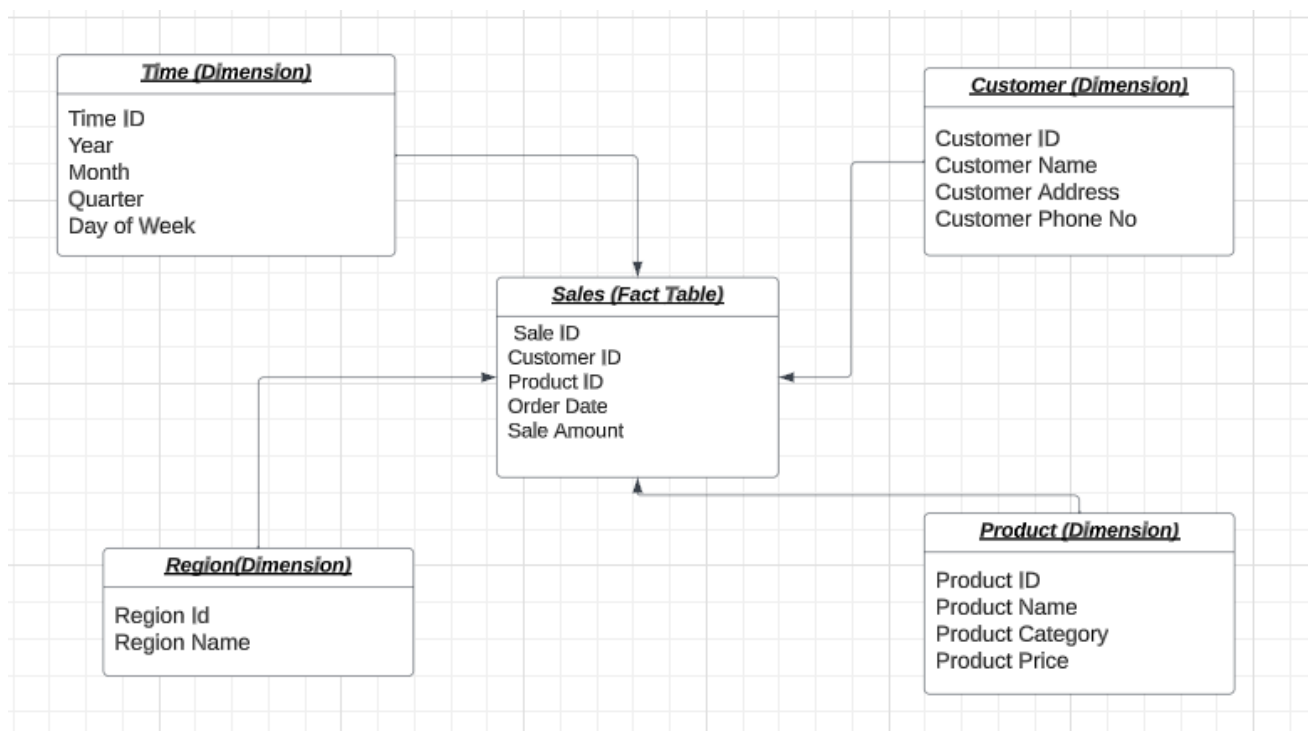 Time (Dimension)
Time ID
Year
Month
Quarter
Day of Week
Customer (Dimension)
Customer ID
Customer Name
Customer Address
Customer Phone No
Sales (Fact Table)
Sale ID
Customer ID
Product ID
Order Date
Sale Amount
Region(Dimension)
Region Id
Region Name
Product (Dimension)
Product ID
Product Name
Product Category
Product Price